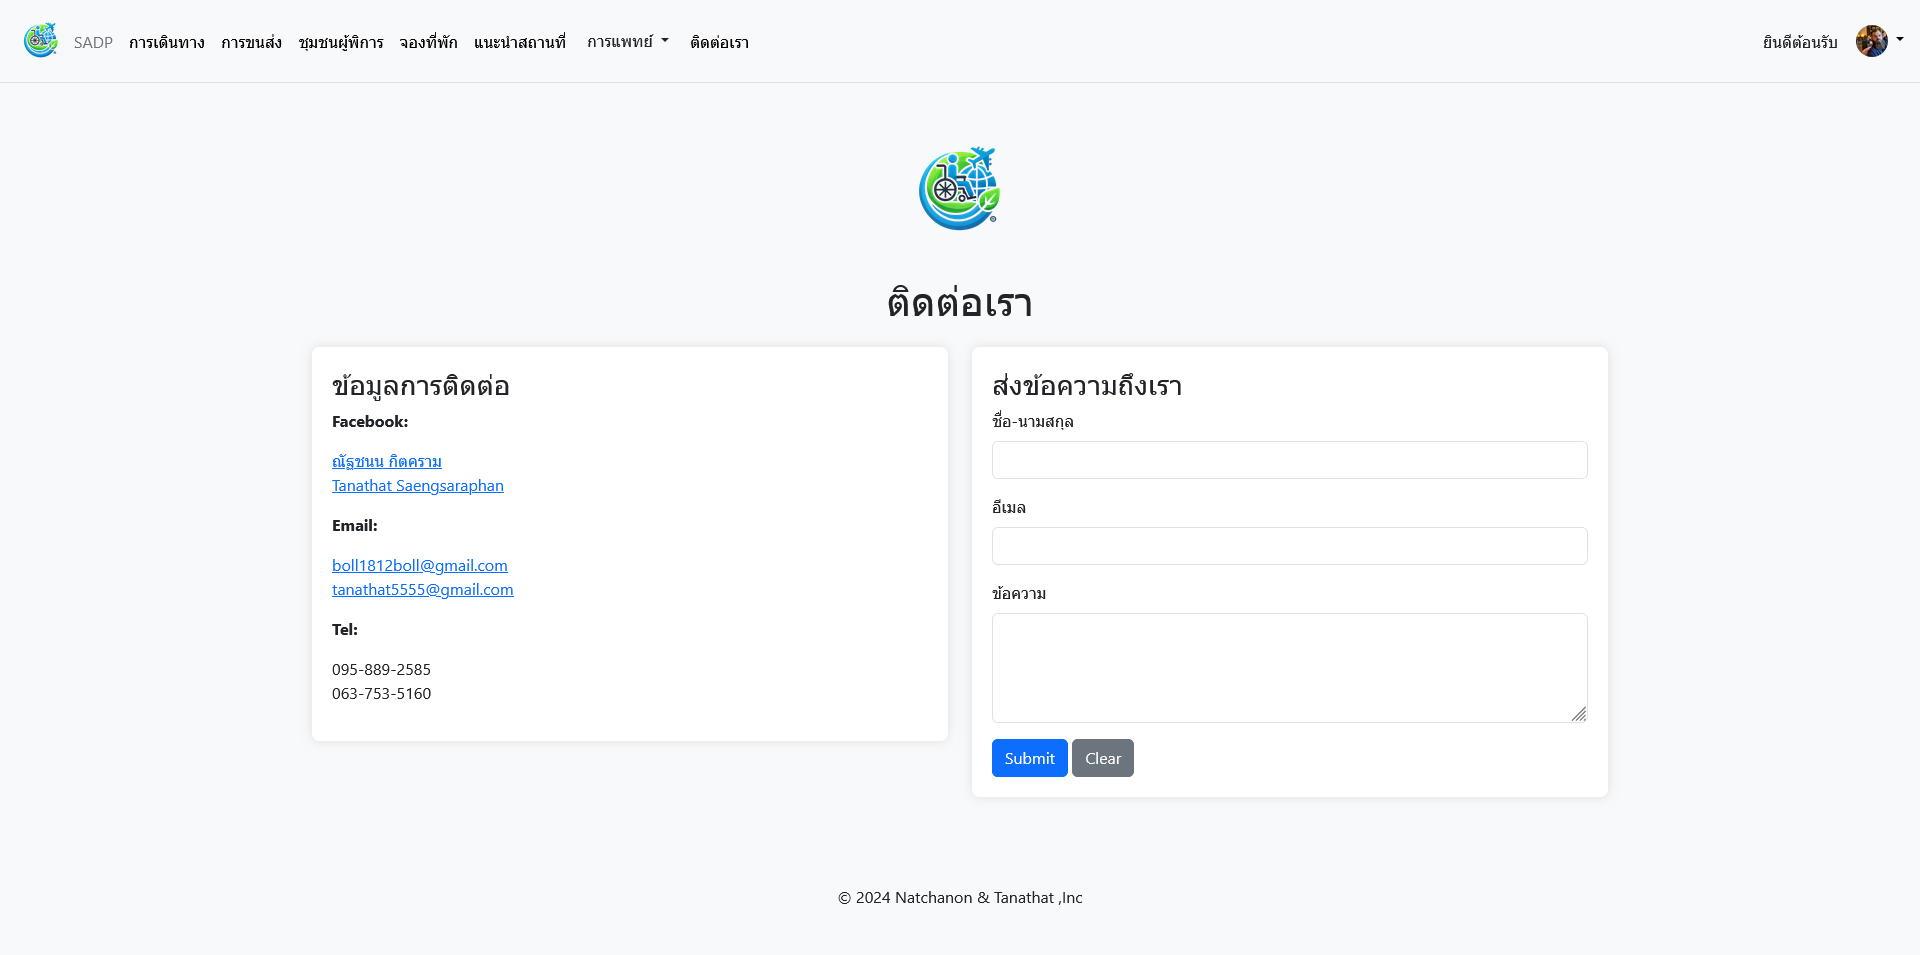 SADP การเดินทาง การขนส่ง ชุมชนผู้พิการ จองที่พัก แนะนำสถานที่ การแพทย์ ติดต่อเรา ยินดีต้อนรับ
ติดต่อเรา
ข้อมูลการติดต่อ
Facebook:
ณัฐชนน กิตคราม
Tanathat Saengsaraphan
Email:
boll1812boll@gmail.com
tanathat5555@gmail.com
Tel:
095-889-2585
063-753-5160
ส่งข้อความถึงเรา
ชื่อ-นามสกุล
อีเมล
ข้อความ
Submit Clear
© 2024 Natchanon & Tanathat ,Inc